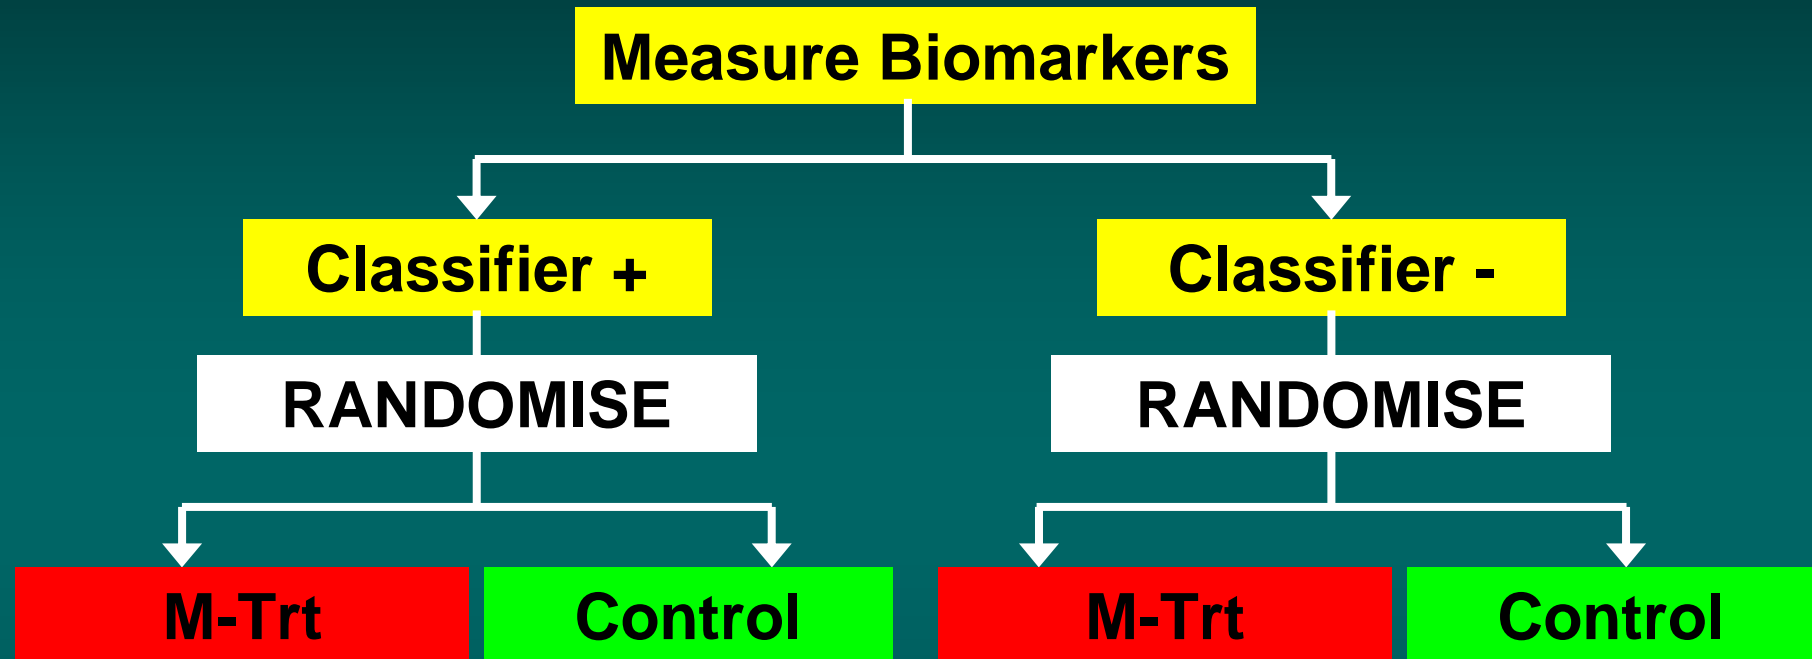 Measure Biomarkers
Classifier +
Classifier -
RANDOMISE
RANDOMISE
M-Trt
Control
M-Trt
Control